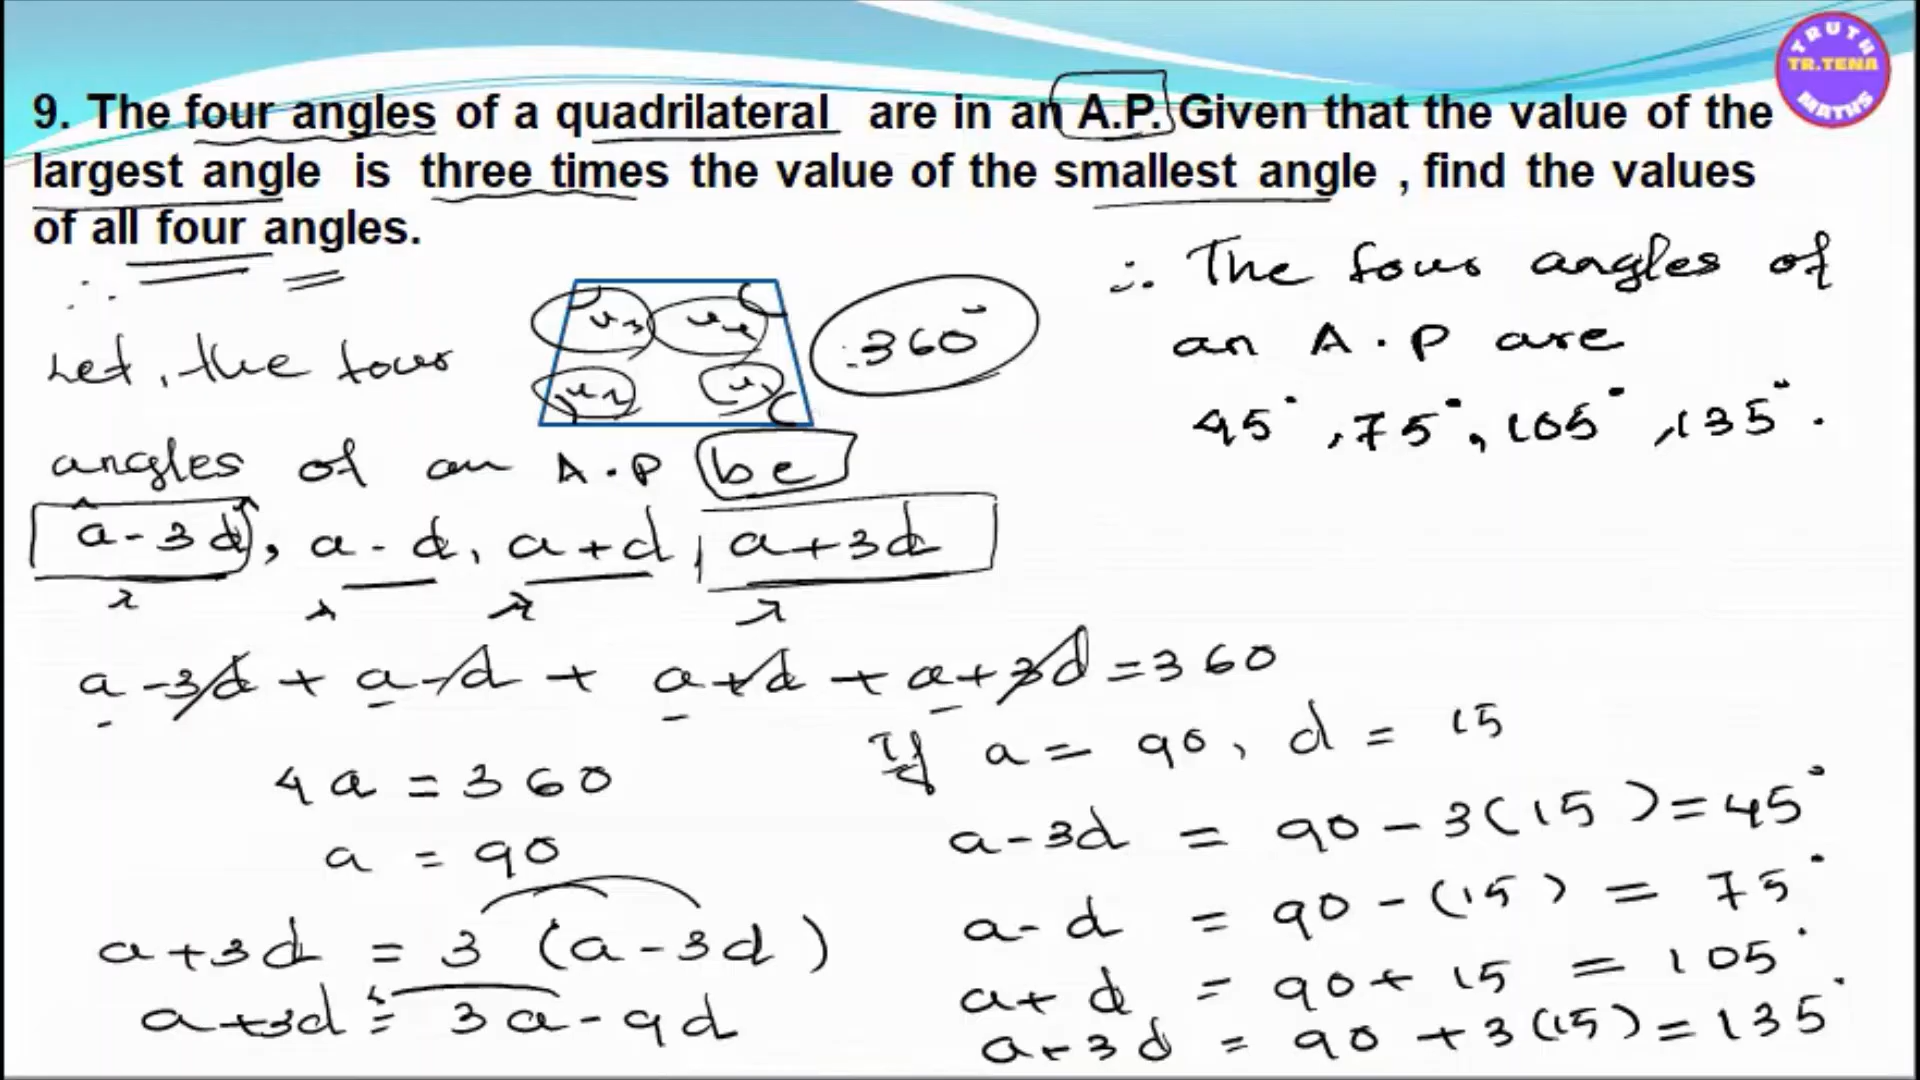 TRUTH
TR.TENA
MATHS
9. The four angles of a quadrilateral are in an A.P. Given that the value of the
largest angle is three times the value of the smallest angle , find the values
of all four angles.
∴
Let, the four
angles of an A.P be
a-3d, a-d, a+d, a+3d
a-3d + a-d + a+d + a+3d = 360
4a = 360
a = 90
a+3d = 3 (a-3d)
a+3d = 3a-9d
360°
∴ The four angles of
an A.P are
45°, 75°, 105°, 135°.
If a = 90, d = 15
a-3d = 90-3(15) = 45°
a-d = 90-(15) = 75°
a+d = 90+15 = 105°
a+3d = 90+3(15) = 135°